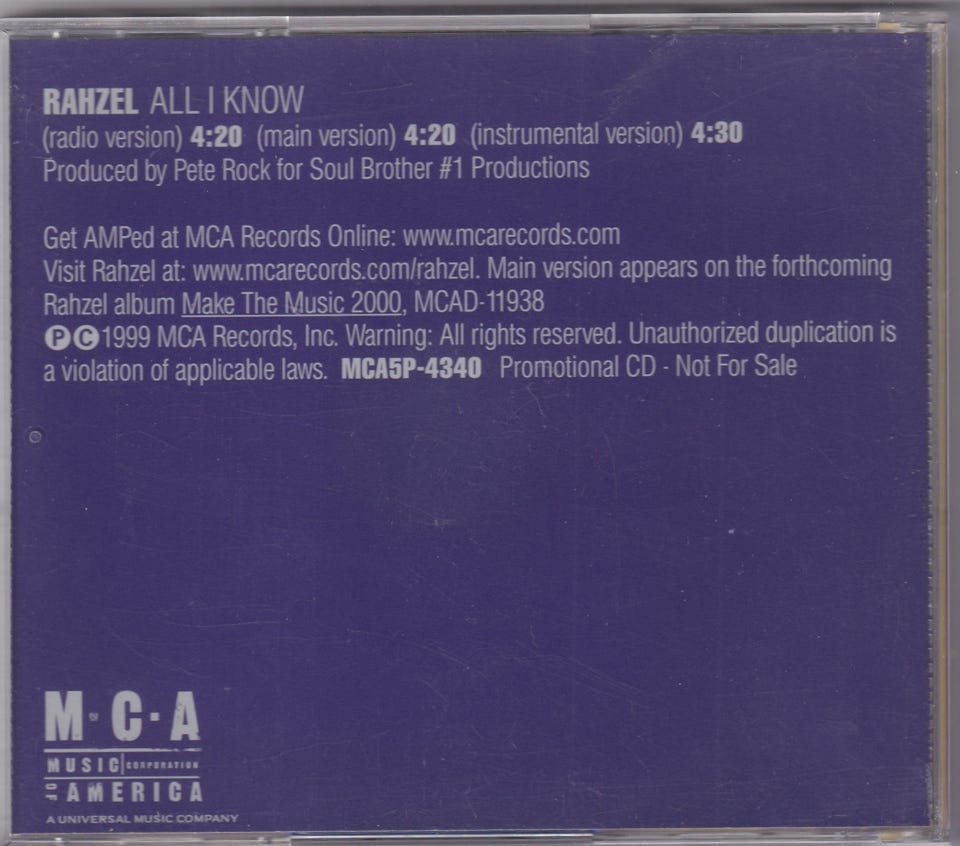 RAHZEL ALL I KNOW
(radio version) 4:20 (main version) 4:20 (instrumental version) 4:30
Produced by Pete Rock for Soul Brother #1 Productions
Get AMPed at MCA Records Online: www.mcarecords.com
Visit Rahzel at: www.mcarecords.com/rahzel. Main version appears on the forthcoming
Rahzel album Make The Music 2000, MCAD-11938
ⓅⒸ1999 MCA Records, Inc. Warning: All rights reserved. Unauthorized duplication is
a violation of applicable laws. MCA5P-4340 Promotional CD - Not For Sale
M·C·A
MUSIC CORPORATION
OF AMERICA
A UNIVERSAL MUSIC COMPANY